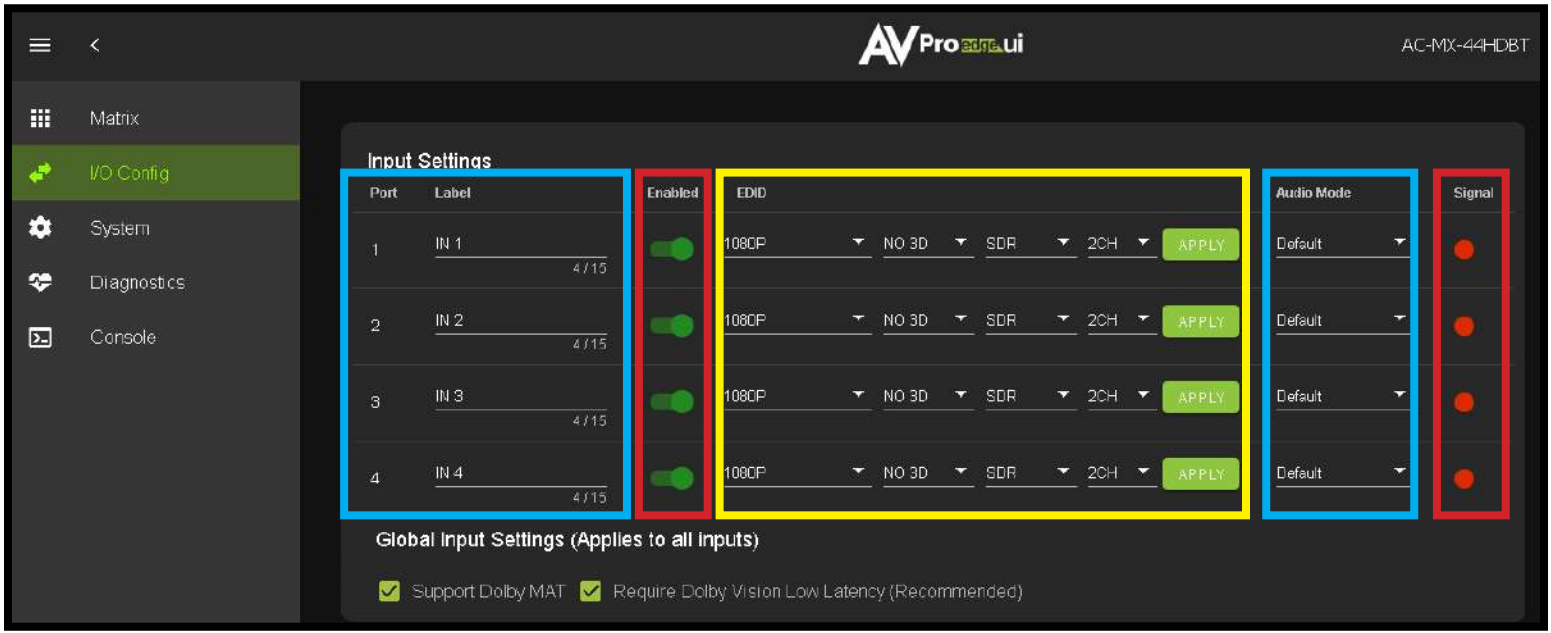 AVPro edge.ui
AC-MX-44HDBT
Matrix
I/O Config
System
Diagnostics
Console
Input Settings
Port Label Enabled EDID Audio Mode Signal
1 IN 1 1080P NO 3D SDR 2CH APPLY Default
4 / 15
2 IN 2 1080P NO 3D SDR 2CH APPLY Default
4 / 15
3 IN 3 1080P NO 3D SDR 2CH APPLY Default
4 / 15
4 IN 4 1080P NO 3D SDR 2CH APPLY Default
4 / 15
Global Input Settings (Applies to all inputs)
Support Dolby MAT Require Dolby Vision Low Latency (Recommended)